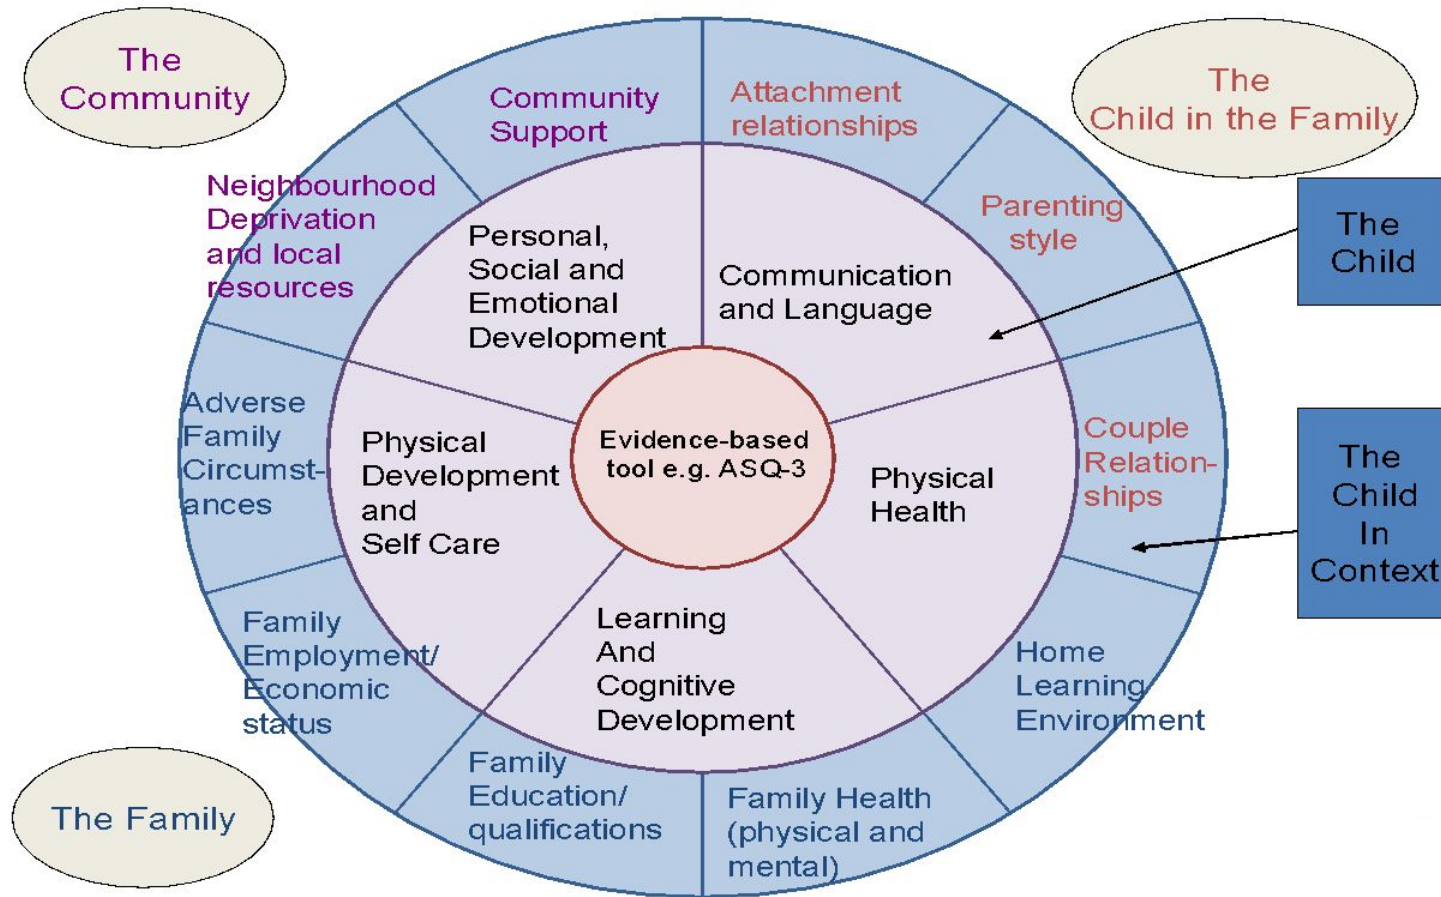 The
Community
Community
Support
Attachment
relationships
The
Child in the Family
Neighbourhood
Deprivation
and local
resources
Personal,
Social and
Emotional
Development
Communication
and Language
Parenting
style
The
Child
Adverse
Family
Circumst-
ances
Physical
Development
and
Self Care
Evidence-based
tool e.g. ASQ-3
Physical
Health
Couple
Relation-
ships
The
Child
In
Context
Family
Employment/
Economic
status
Learning
And
Cognitive
Development
Home
Learning
Environment
The Family
Family
Education/
qualifications
Family Health
(physical and
mental)